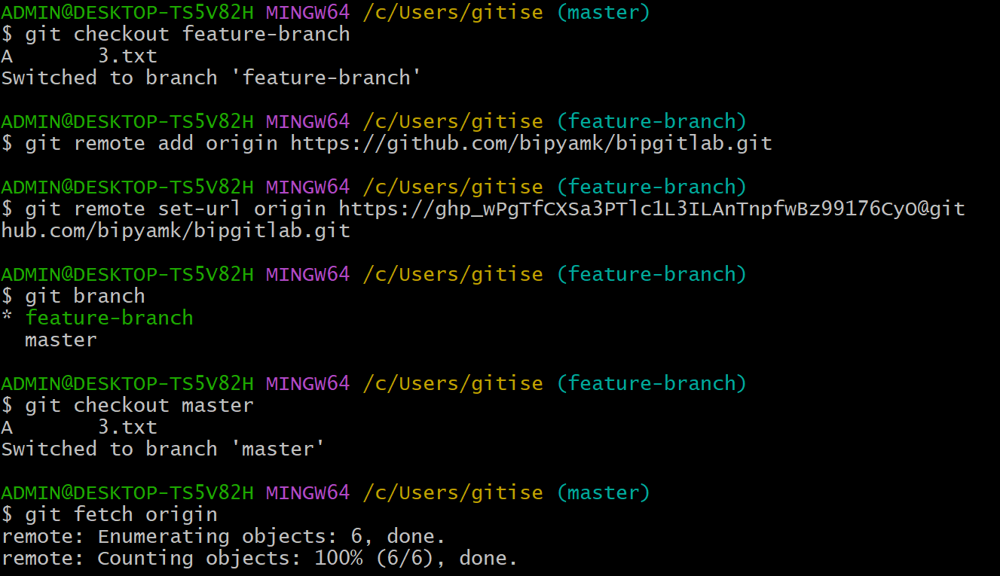 ADMIN@DESKTOP-TS5V82H MINGW64 /c/Users/gitise (master)
$ git checkout feature-branch
A       3.txt
Switched to branch 'feature-branch'
ADMIN@DESKTOP-TS5V82H MINGW64 /c/Users/gitise (feature-branch)
$ git remote add origin https://github.com/bipyamk/bipgitlab.git
ADMIN@DESKTOP-TS5V82H MINGW64 /c/Users/gitise (feature-branch)
$ git remote set-url origin https://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@git
hub.com/bipyamk/bipgitlab.git
ADMIN@DESKTOP-TS5V82H MINGW64 /c/Users/gitise (feature-branch)
$ git branch
* feature-branch
  master
ADMIN@DESKTOP-TS5V82H MINGW64 /c/Users/gitise (feature-branch)
$ git checkout master
A       3.txt
Switched to branch 'master'
ADMIN@DESKTOP-TS5V82H MINGW64 /c/Users/gitise (master)
$ git fetch origin
remote: Enumerating objects: 6, done.
remote: Counting objects: 100% (6/6), done.